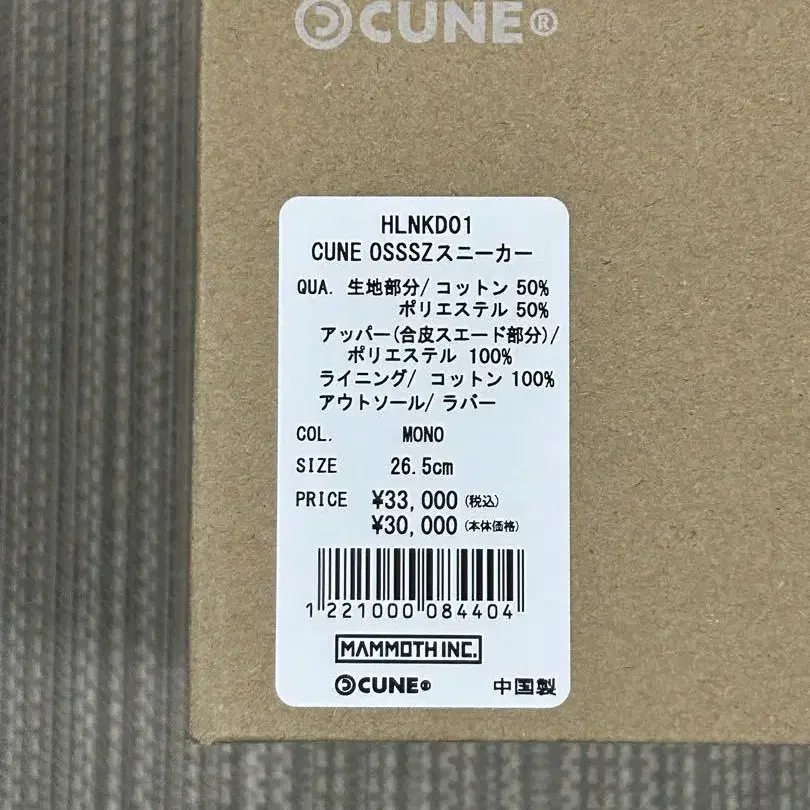 CUNE®
HLNKD01
CUNE OSSSZスニーカー
QUA. 生地部分/ コットン 50%
ポリエステル 50%
アッパー(合皮スエード部分)/
ポリエステル 100%
ライニング/ コットン 100%
アウトソール/ ラバー
COL. MONO
SIZE 26.5cm
PRICE ¥33,000 (税込)
¥30,000 (本体価格)
1 221000 084404
MAMMOTH INC.
CUNE®
中国製